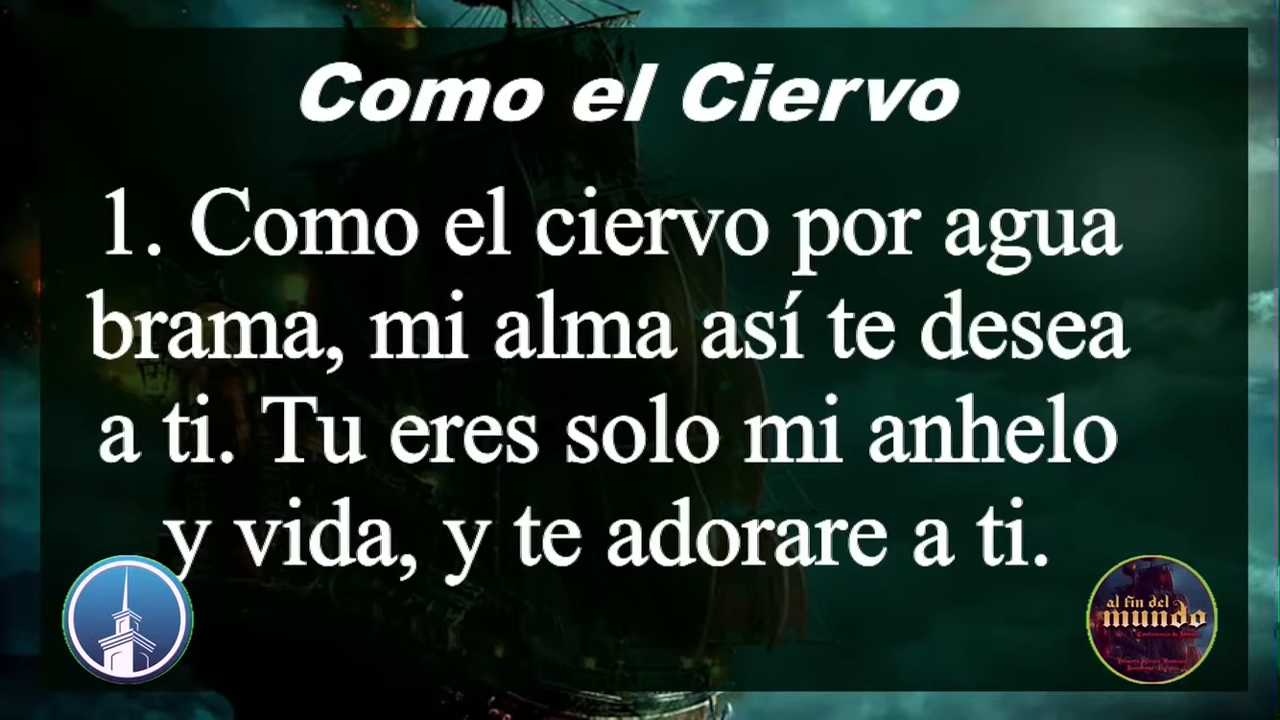 Como el Ciervo
1. Como el ciervo por agua
brama, mi alma así te desea
a ti. Tu eres solo mi anhelo
y vida, y te adorare a ti.
al fin del
mundo